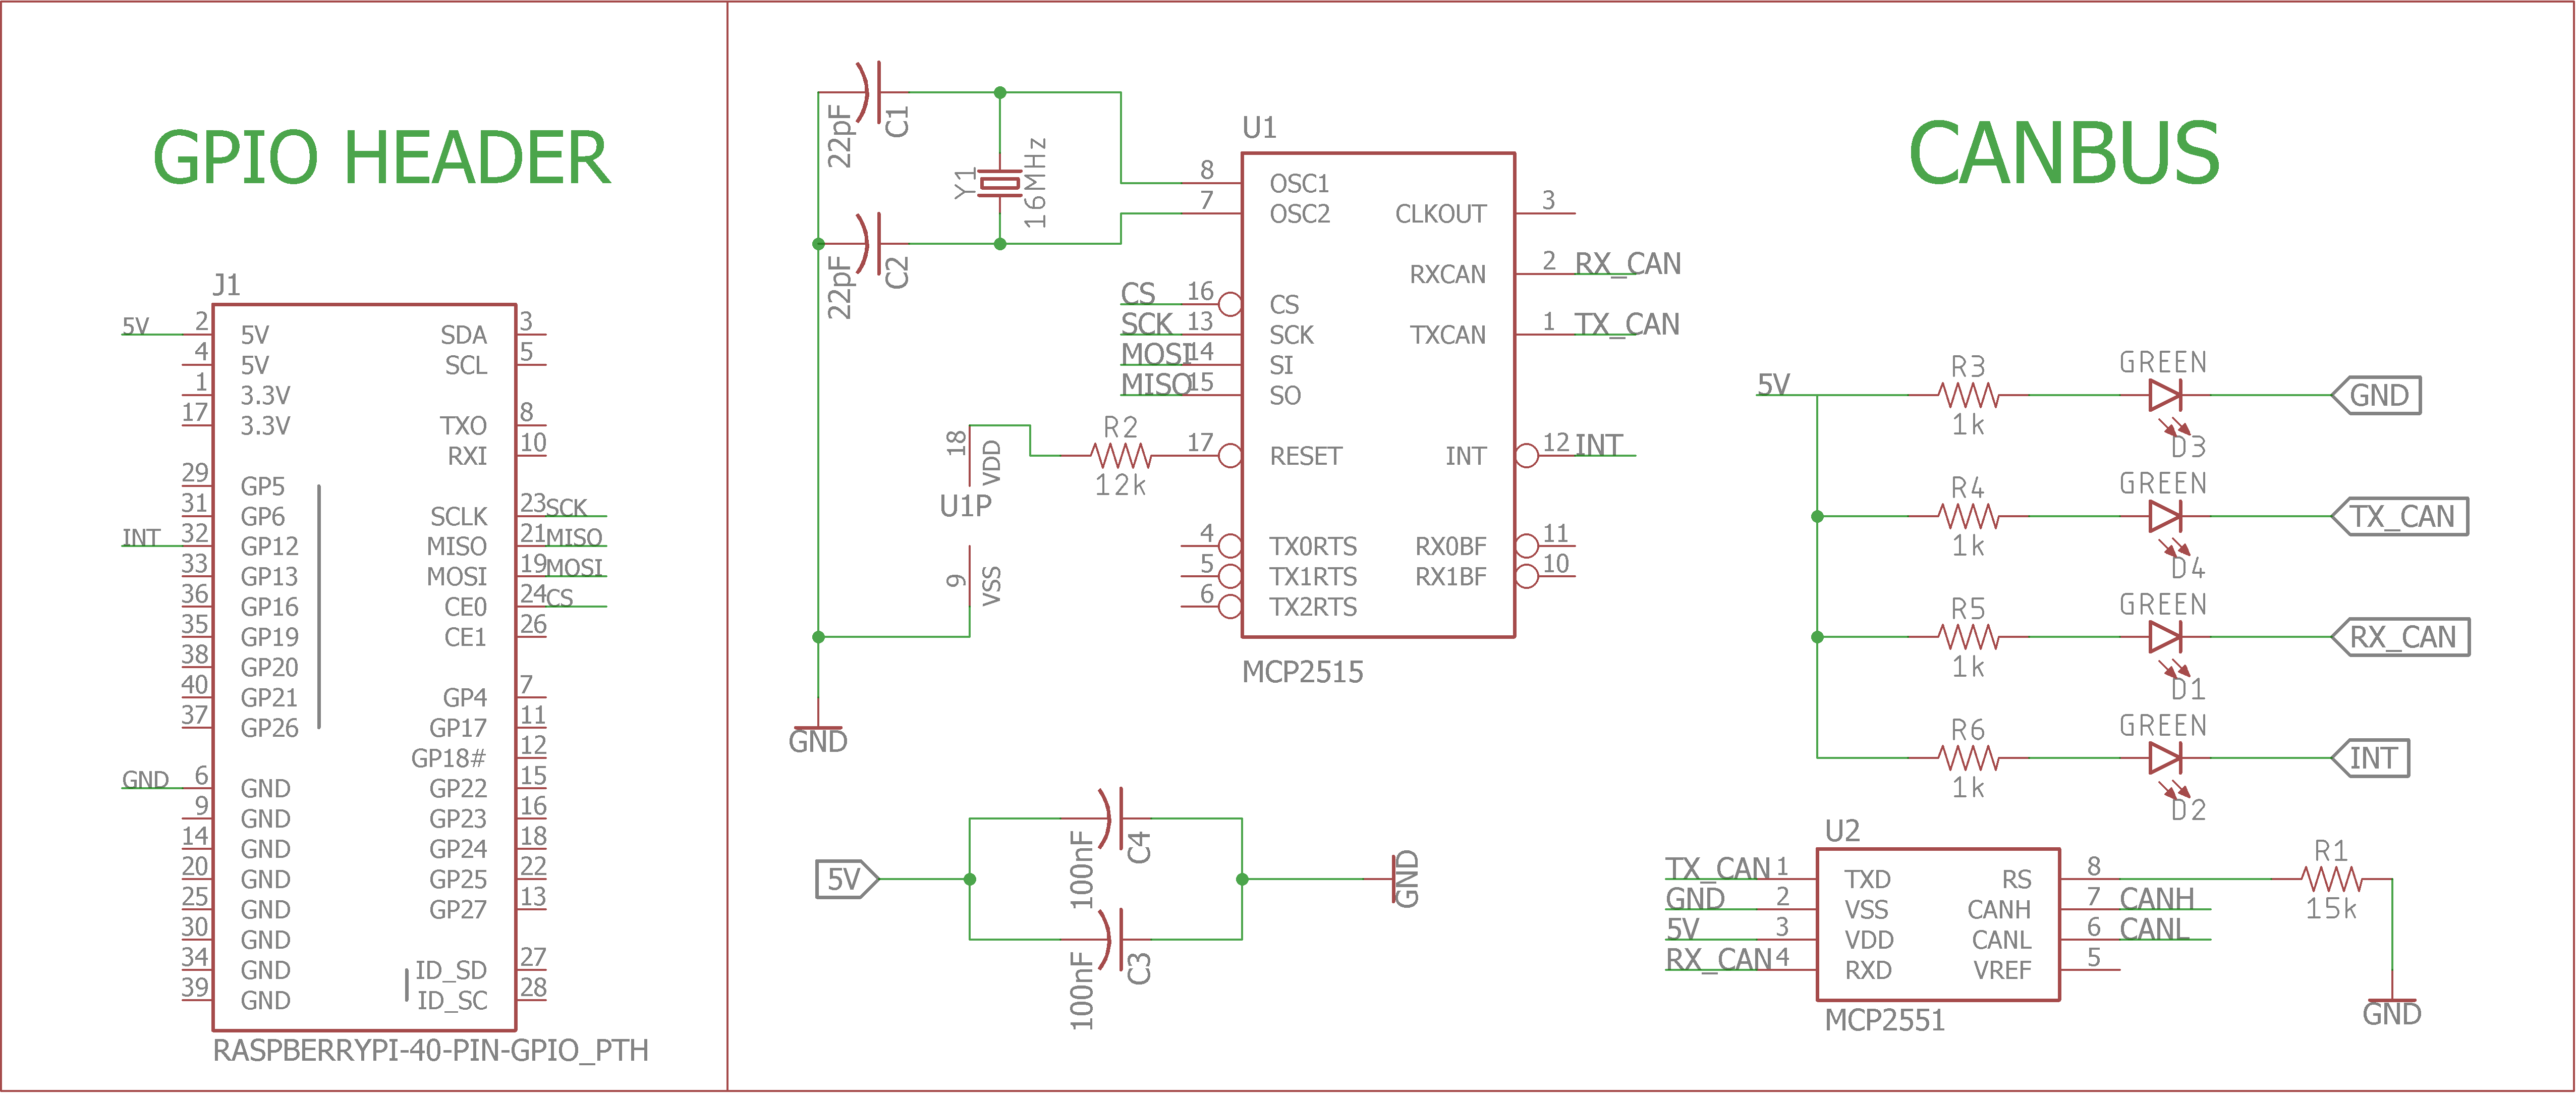 GPIO HEADER
J1
5V 2 5V SDA 3
4 5V SCL 5
1 3.3V
17 3.3V TXO 8
RXI 10
29 GP5
31 GP6 SCLK 23 SCK
INT 32 GP12 MISO 21 MISO
33 GP13 MOSI 19 MOSI
36 GP16 CE0 24 CS
35 GP19 CE1 26
38 GP20
40 GP21 GP4 7
37 GP26 GP17 11
GP18# 12
GND 6 GND GP22 15
9 GND GP23 16
14 GND GP24 18
20 GND GP25 22
25 GND GP27 13
30 GND
34 GND ID_SD 27
39 GND ID_SC 28
RASPBERRYPI-40-PIN-GPIO_PTH
CANBUS
22pF C1
Y1 16MHz
22pF C2
U1
8 OSC1
7 OSC2 CLKOUT 3
RXCAN 2 RX_CAN
CS 16 CS
SCK 13 SCK TXCAN 1 TX_CAN
MOSI 14 SI
MISO 15 SO
R2
12k
17 RESET INT 12 INT
18 VDD
U1P
9 VSS
4 TX0RTS RX0BF 11
5 TX1RTS RX1BF 10
6 TX2RTS
MCP2515
GND
5V
100nF C4
100nF C3
GND
5V
R3 GREEN
1k D3 GND
R4 GREEN
1k D4 TX_CAN
R5 GREEN
1k D1 RX_CAN
R6 GREEN
1k D2 INT
U2
TX_CAN 1 TXD RS 8
GND 2 VSS CANH 7 CANH
5V 3 VDD CANL 6 CANL
RX_CAN 4 RXD VREF 5
MCP2551
R1
15k
GND